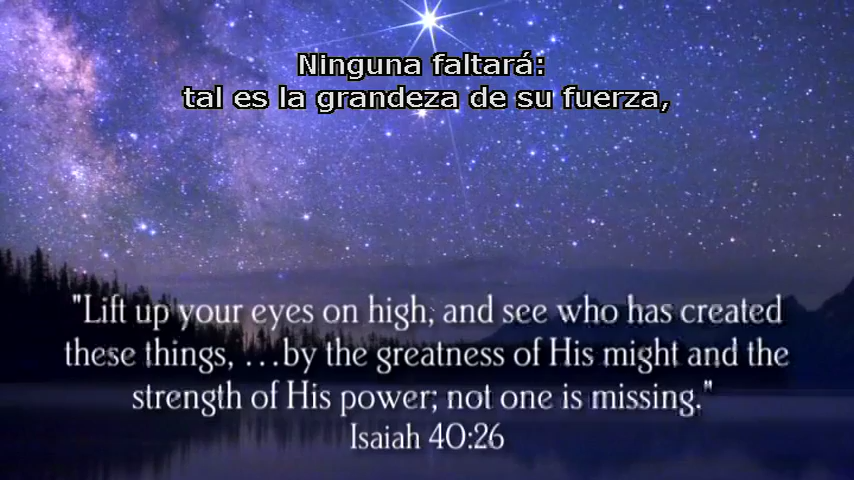 Ninguna faltará:
tal es la grandeza de su fuerza,
"Lift up your eyes on high, and see who has created
these things, ...by the greatness of His might and the
strength of His power; not one is missing."
Isaiah 40:26